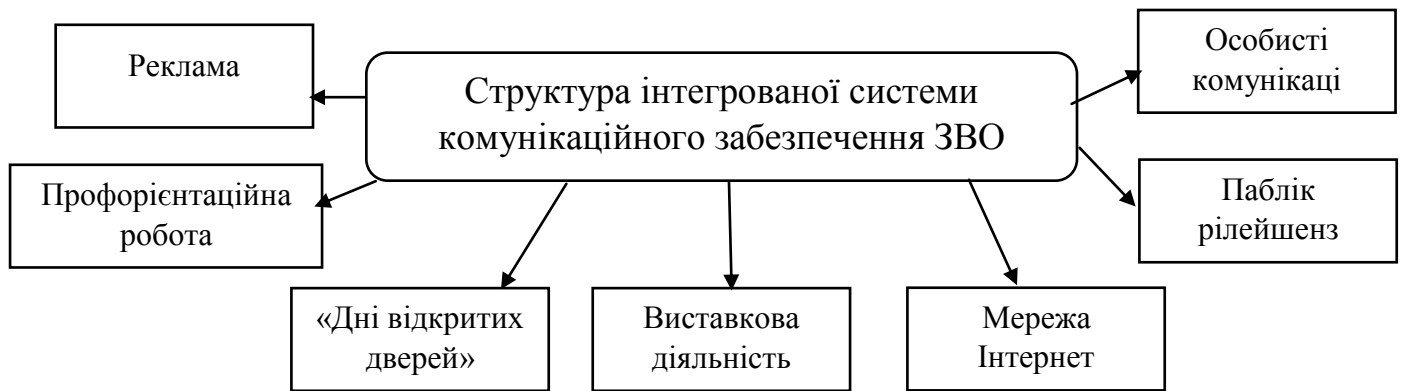 Реклама
Структура інтегрованої системи
комунікаційного забезпечення ЗВО
Особисті
комунікаці
Профорієнтаційна
робота
Паблік
рілейшенз
«Дні відкритих
дверей»
Виставкова
діяльність
Мережа
Інтернет